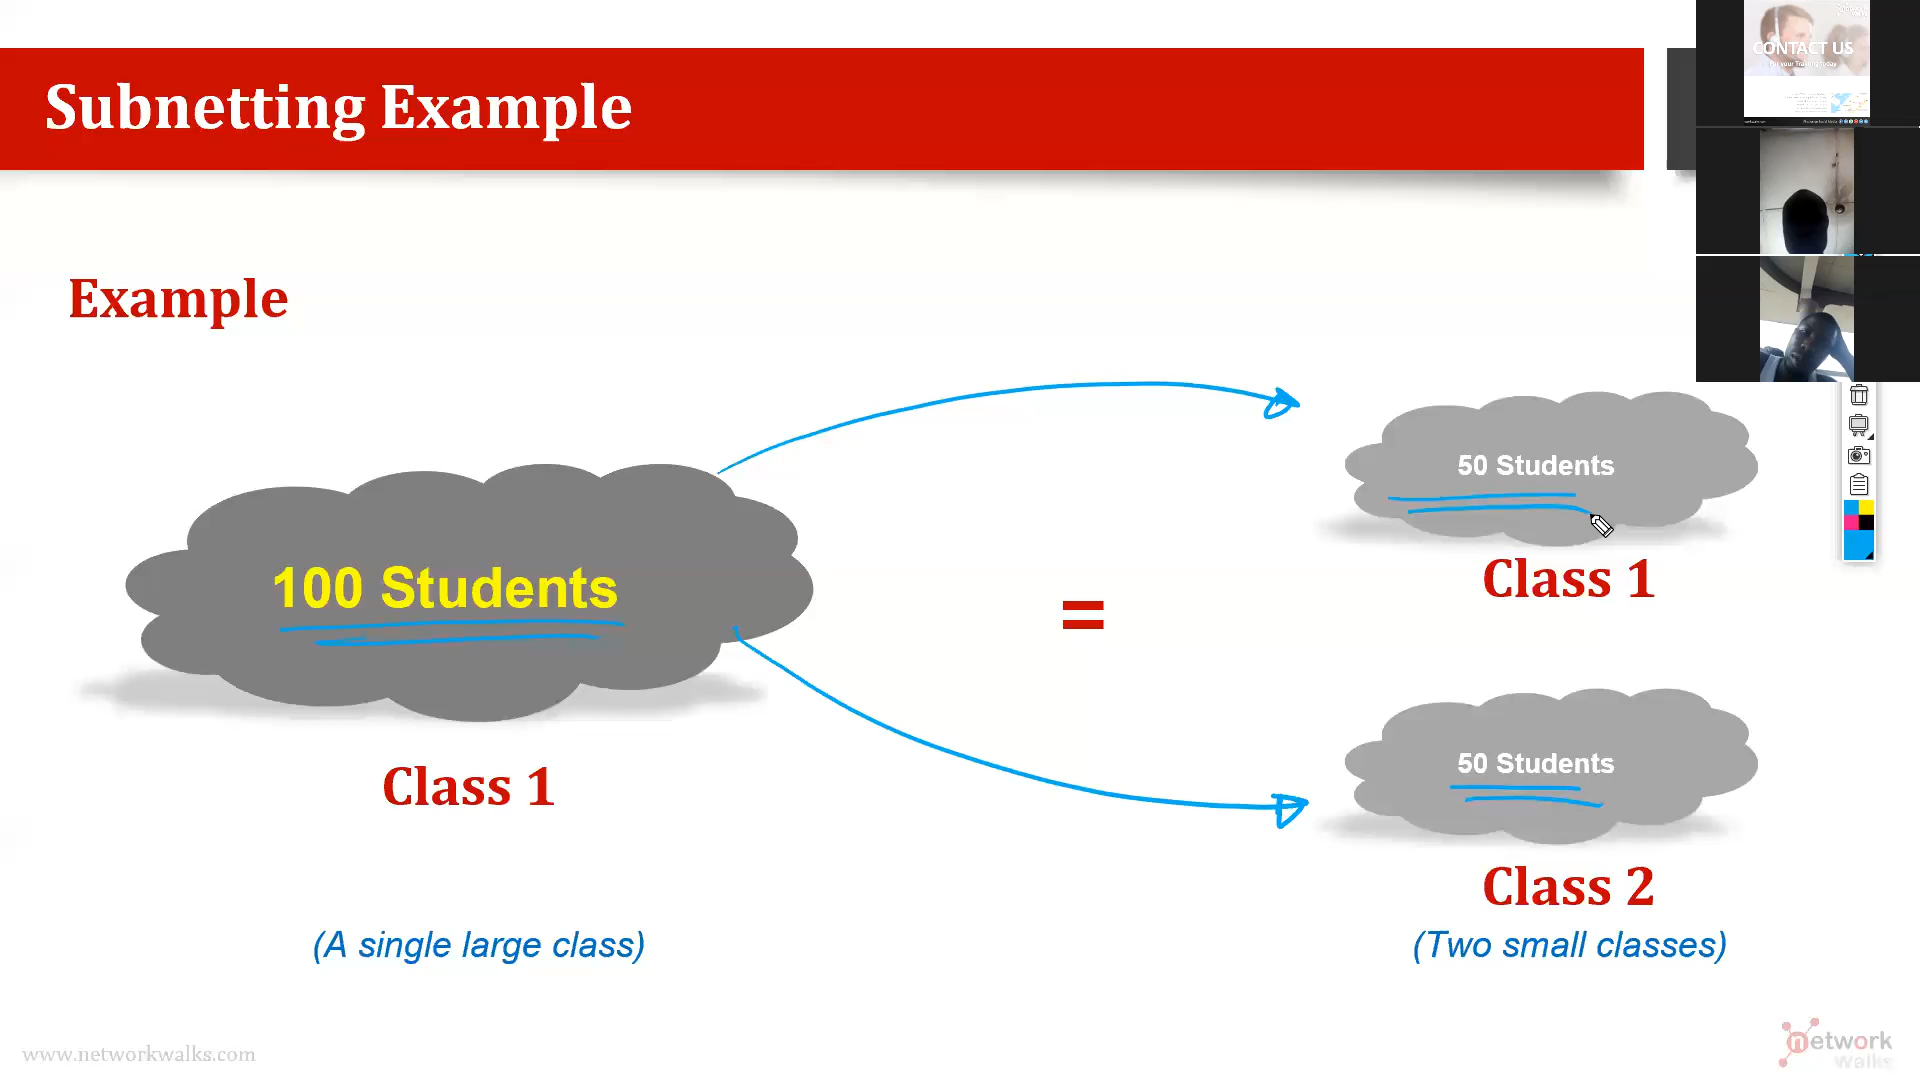 Subnetting Example
CONTACT US
Example
100 Students
Class 1
(A single large class)
=
50 Students
Class 1
50 Students
Class 2
(Two small classes)
www.networkwalks.com
network
Walks